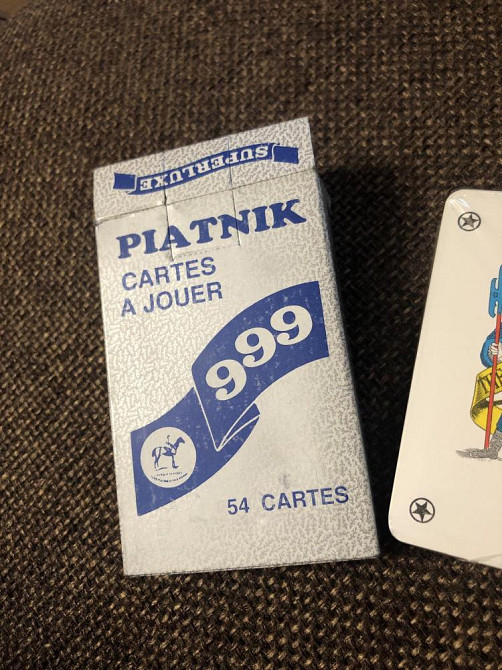 SUPERLUXE
PIATNIK
CARTES
A JOUER
999
54 CARTES